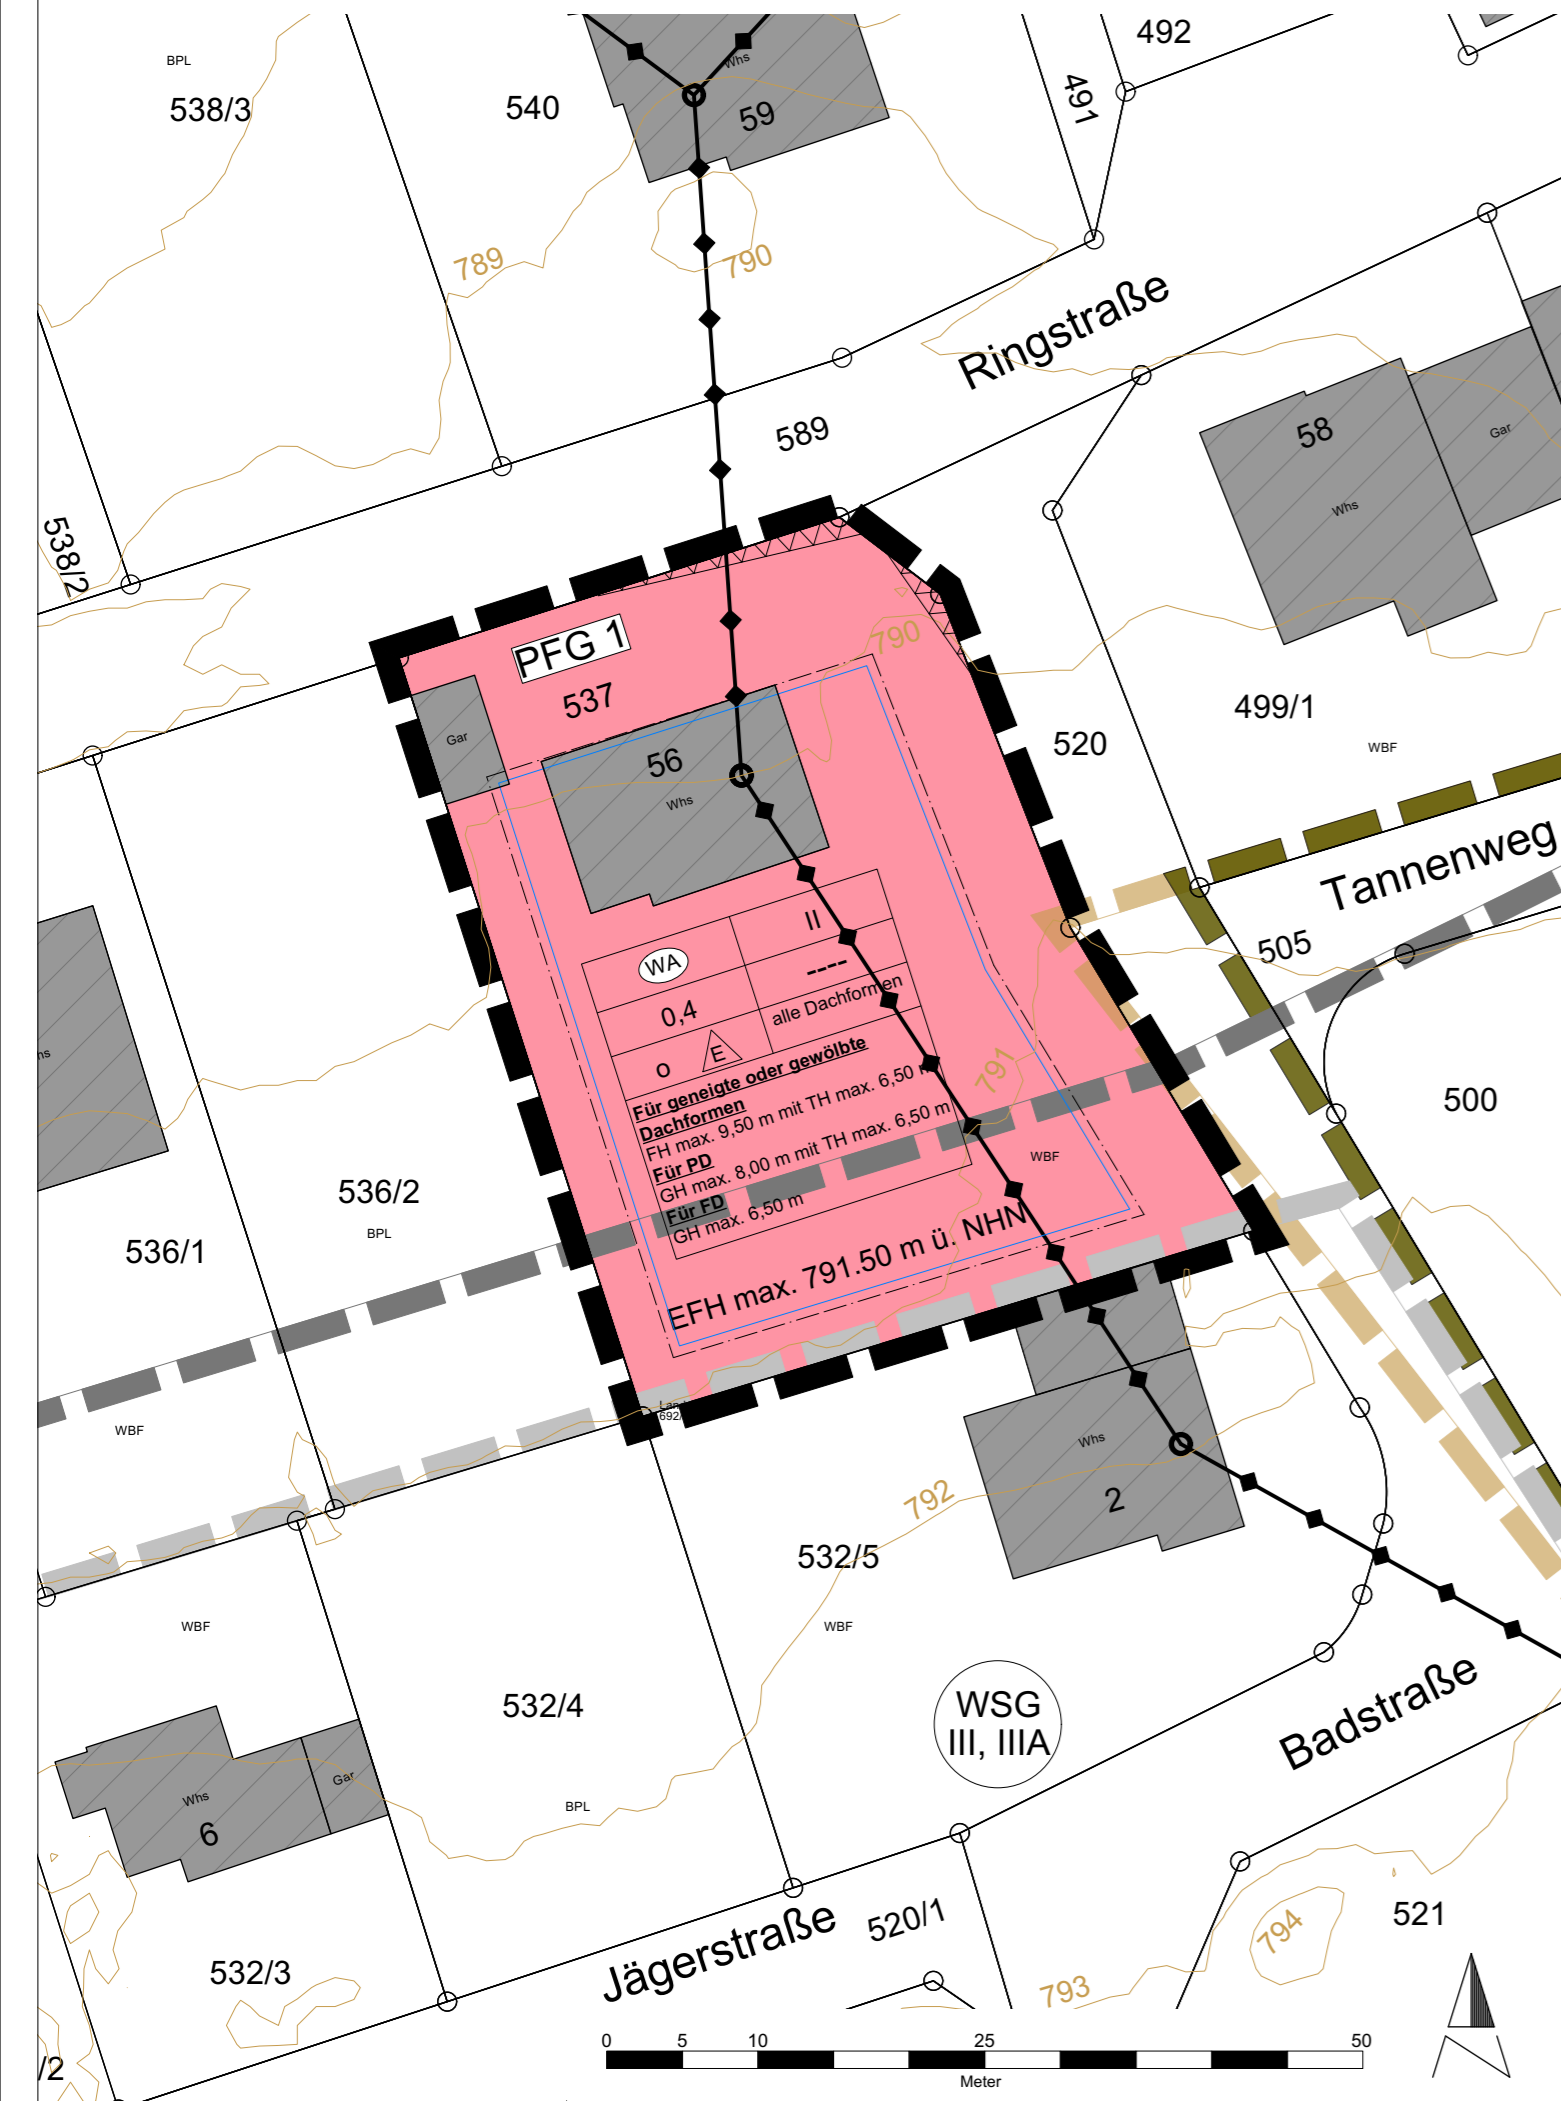 BPL
538/3
540
Whs
59
491
492
789
790
Ringstraße
589
58
Gar
Whs
538/2
PFG 1
537
790
Gar
56
Whs
520
499/1
WBF
Tannenweg
505
WA
II
0,4
----
o
E
alle Dachformen
Für geneigte oder gewölbte
Dachformen
FH max. 9,50 m mit TH max. 6,50 m
Für PD
GH max. 8,00 m mit TH max. 6,50 m
Für FD
GH max. 6,50 m
791
WBF
500
536/2
BPL
536/1
EFH max. 791.50 m ü. NHN
WBF
Whs
2
792
532/5
WBF
WBF
532/4
WSG
III, IIIA
Badstraße
Whs
6
Gar
BPL
Jägerstraße
520/1
521
794
793
532/3
/2
0
5
10
25
50
Meter